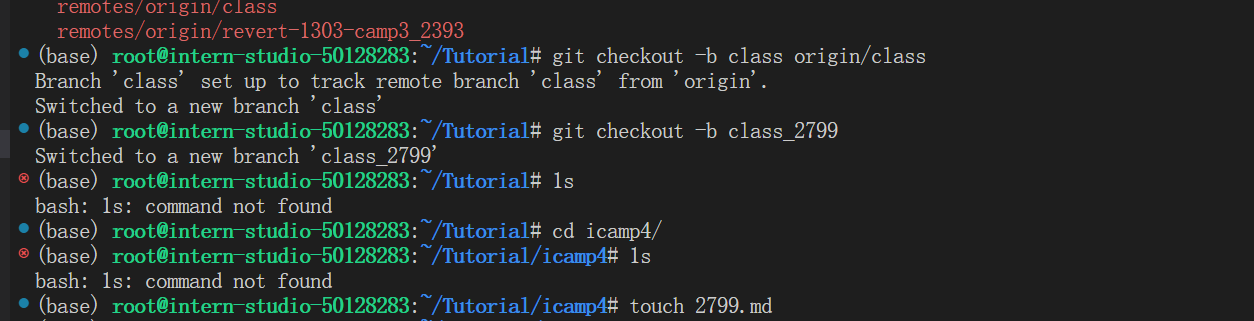 remotes/origin/class
remotes/origin/revert-1303-camp3_2393
(base) root@intern-studio-50128283:~/Tutorial# git checkout -b class origin/class
Branch 'class' set up to track remote branch 'class' from 'origin'.
Switched to a new branch 'class'
(base) root@intern-studio-50128283:~/Tutorial# git checkout -b class_2799
Switched to a new branch 'class_2799'
(base) root@intern-studio-50128283:~/Tutorial# 1s
bash: 1s: command not found
(base) root@intern-studio-50128283:~/Tutorial# cd icamp4/
(base) root@intern-studio-50128283:~/Tutorial/icamp4# 1s
bash: 1s: command not found
(base) root@intern-studio-50128283:~/Tutorial/icamp4# touch 2799.md